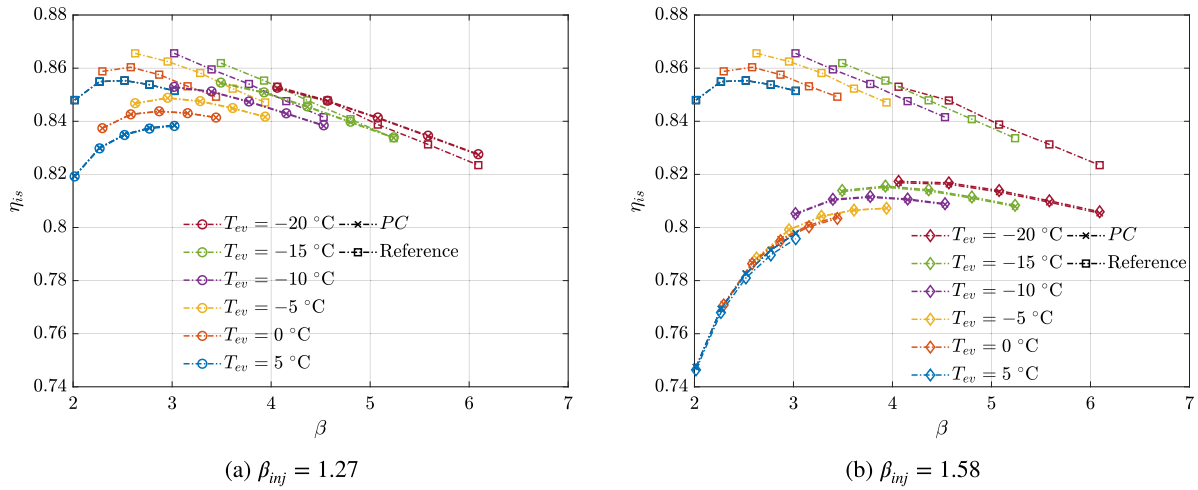 0.88
0.86
0.84
0.82
0.8
0.78
0.76
0.74
η_is
2 3 4 5 6 7
β
T_ev = −20 °C PC
T_ev = −15 °C Reference
T_ev = −10 °C
T_ev = −5 °C
T_ev = 0 °C
T_ev = 5 °C
(a) β_inj = 1.27
0.88
0.86
0.84
0.82
0.8
0.78
0.76
0.74
η_is
2 3 4 5 6 7
β
T_ev = −20 °C PC
T_ev = −15 °C Reference
T_ev = −10 °C
T_ev = −5 °C
T_ev = 0 °C
T_ev = 5 °C
(b) β_inj = 1.58